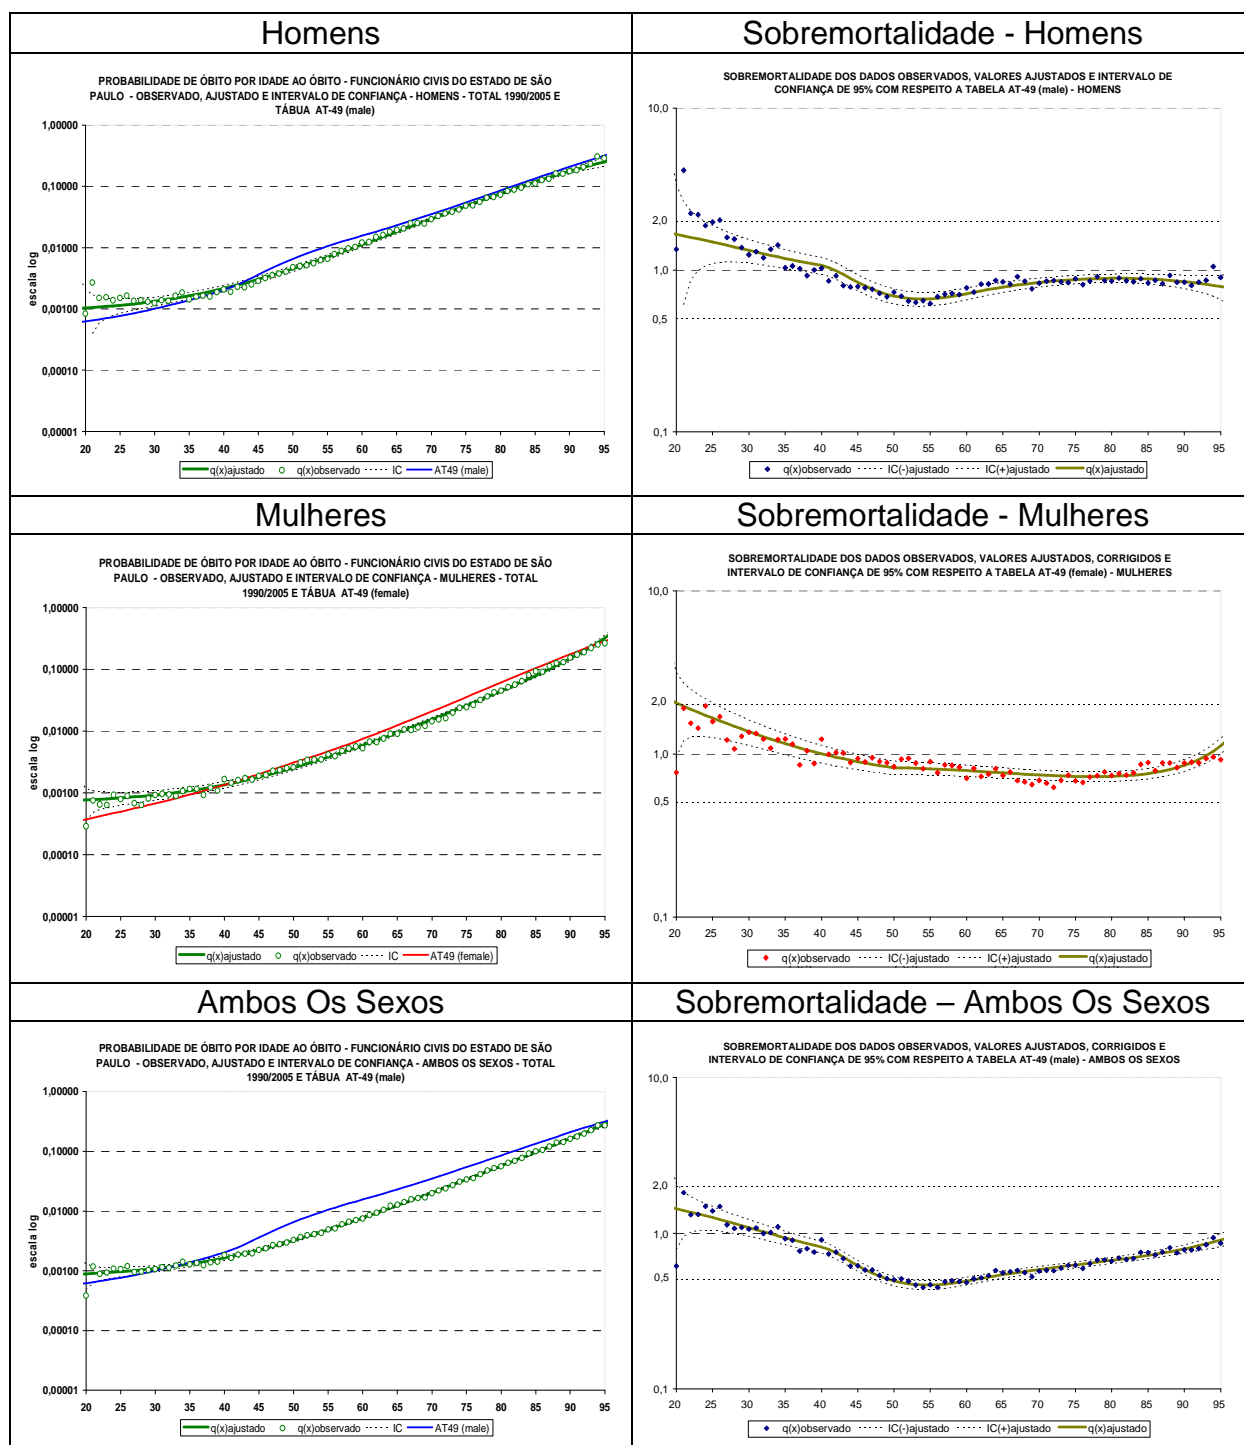 Homens
Sobremortalidade - Homens
PROBABILIDADE DE ÓBITO POR IDADE AO ÓBITO - FUNCIONÁRIO CIVIS DO ESTADO DE SÃO
PAULO - OBSERVADO, AJUSTADO E INTERVALO DE CONFIANÇA - HOMENS - TOTAL 1990/2005 E
TÁBUA AT-49 (male)
1,00000
0,10000
0,01000
0,00100
0,00010
0,00001
escala log
20 25 30 35 40 45 50 55 60 65 70 75 80 85 90 95
q(x)ajustado q(x)observado IC AT49 (male)
SOBREMORTALIDADE DOS DADOS OBSERVADOS, VALORES AJUSTADOS E INTERVALO DE
CONFIANÇA DE 95% COM RESPEITO A TABELA AT-49 (male) - HOMENS
10,0
2,0
1,0
0,5
0,1
20 25 30 35 40 45 50 55 60 65 70 75 80 85 90 95
q(x)observado IC(-)ajustado IC(+)ajustado q(x)ajustado
Mulheres
Sobremortalidade - Mulheres
PROBABILIDADE DE ÓBITO POR IDADE AO ÓBITO - FUNCIONÁRIO CIVIS DO ESTADO DE SÃO
PAULO - OBSERVADO, AJUSTADO E INTERVALO DE CONFIANÇA - MULHERES - TOTAL
1990/2005 E TÁBUA AT-49 (female)
1,00000
0,10000
0,01000
0,00100
0,00010
0,00001
escala log
20 25 30 35 40 45 50 55 60 65 70 75 80 85 90 95
q(x)ajustado q(x)observado IC AT49 (female)
SOBREMORTALIDADE DOS DADOS OBSERVADOS, VALORES AJUSTADOS, CORRIGIDOS E
INTERVALO DE CONFIANÇA DE 95% COM RESPEITO A TABELA AT-49 (female) - MULHERES
10,0
2,0
1,0
0,5
0,1
20 25 30 35 40 45 50 55 60 65 70 75 80 85 90 95
q(x)observado IC(-)ajustado IC(+)ajustado q(x)ajustado
Ambos Os Sexos
Sobremortalidade – Ambos Os Sexos
PROBABILIDADE DE ÓBITO POR IDADE AO ÓBITO - FUNCIONÁRIO CIVIS DO ESTADO DE SÃO
PAULO - OBSERVADO, AJUSTADO E INTERVALO DE CONFIANÇA - AMBOS OS SEXOS - TOTAL
1990/2005 E TÁBUA AT-49 (male)
1,00000
0,10000
0,01000
0,00100
0,00010
0,00001
escala log
20 25 30 35 40 45 50 55 60 65 70 75 80 85 90 95
q(x)ajustado q(x)observado IC AT49 (male)
SOBREMORTALIDADE DOS DADOS OBSERVADOS, VALORES AJUSTADOS, CORRIGIDOS E
INTERVALO DE CONFIANÇA DE 95% COM RESPEITO A TABELA AT-49 (male) - AMBOS OS SEXOS
10,0
2,0
1,0
0,5
0,1
20 25 30 35 40 45 50 55 60 65 70 75 80 85 90 95
q(x)observado IC(-)ajustado IC(+)ajustado q(x)ajustado